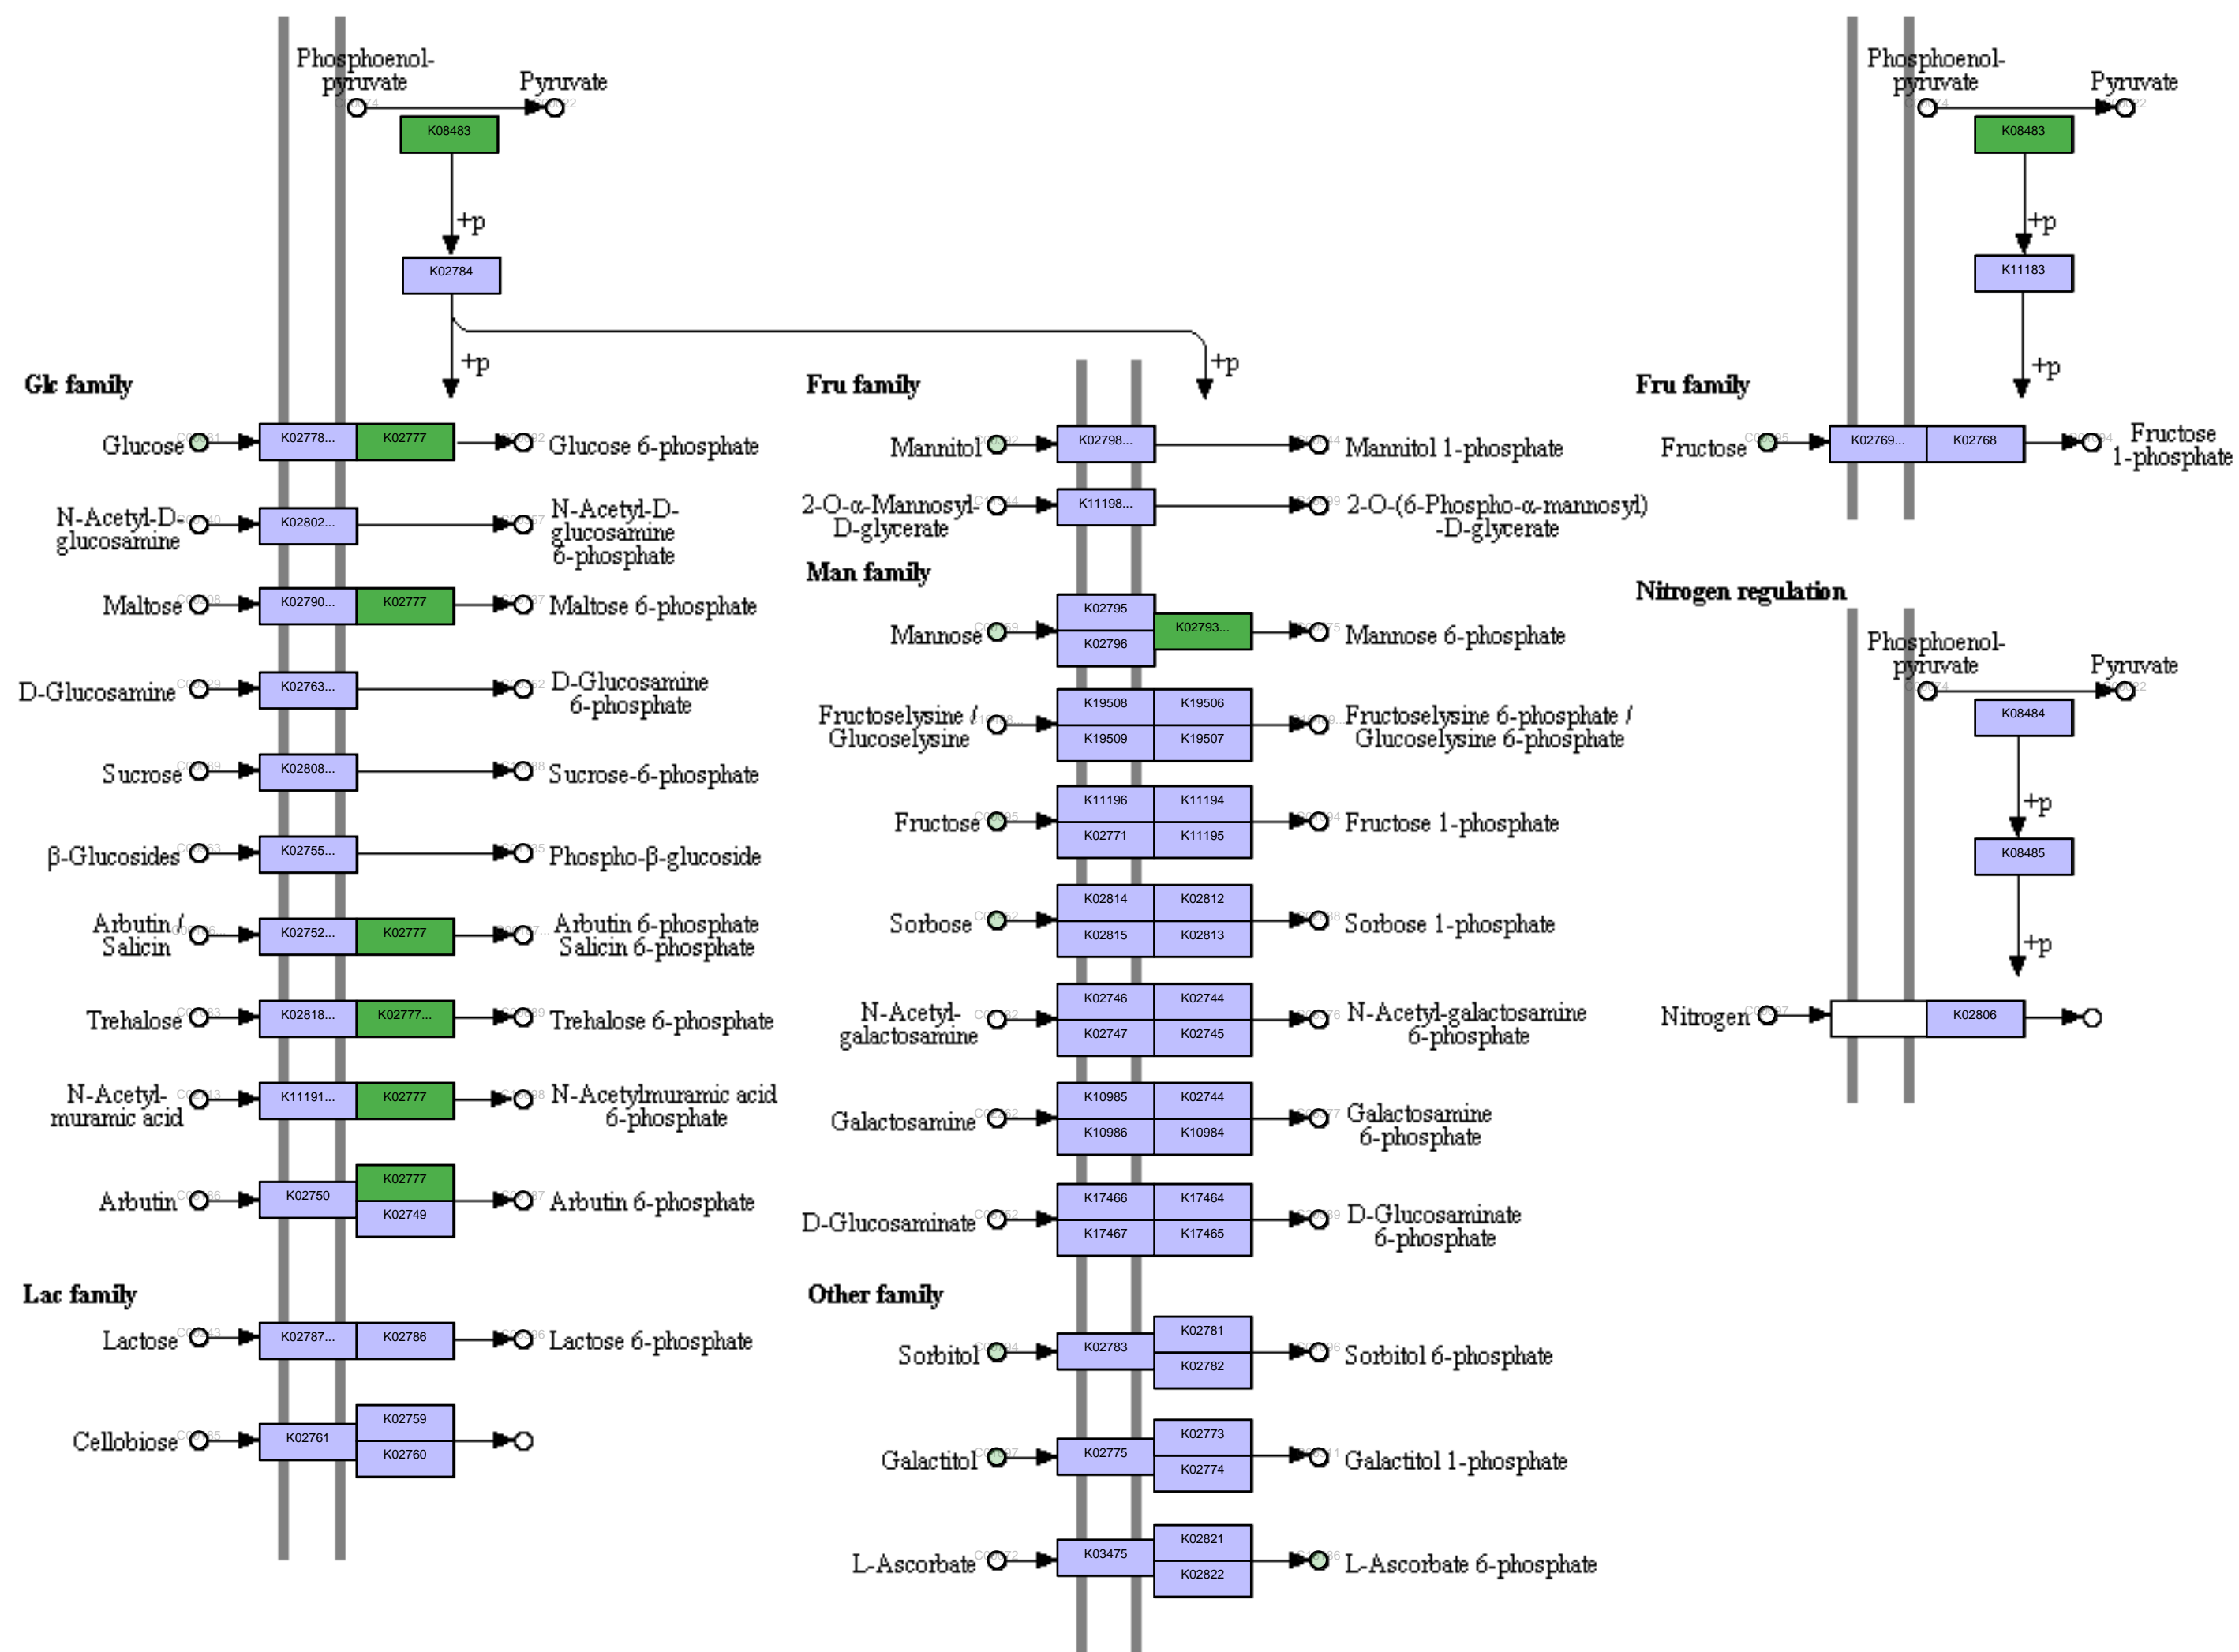 Phosphoenol-
pyruvate
Pyruvate
K08483
+p
K02784
+p
+p
Glc family
Glucose
K02778...
K02777
Glucose 6-phosphate
N-Acetyl-D-
glucosamine
K02802...
N-Acetyl-D-
glucosamine
6-phosphate
Maltose
K02790...
K02777
Maltose 6-phosphate
D-Glucosamine
K02763...
D-Glucosamine
6-phosphate
Sucrose
K02808...
Sucrose-6-phosphate
β-Glucosides
K02755...
Phospho-β-glucoside
Arbutin /
Salicin
K02752...
K02777
Arbutin 6-phosphate
Salicin 6-phosphate
Trehalose
K02818...
K02777...
Trehalose 6-phosphate
N-Acetyl-
muramic acid
K11191...
K02777
N-Acetylmuramic acid
6-phosphate
Arbutin
K02750
K02777
K02749
Arbutin 6-phosphate
Lac family
Lactose
K02787...
K02786
Lactose 6-phosphate
Cellobiose
K02761
K02759
K02760
Fru family
Mannitol
K02798...
Mannitol 1-phosphate
2-O-α-Mannosyl-
D-glycerate
K11198...
2-O-(6-Phospho-α-mannosyl)
-D-glycerate
Man family
Mannose
K02795
K02796
K02793...
Mannose 6-phosphate
Fructoselysine /
Glucoselysine
K19508
K19506
K19509
K19507
Fructoselysine 6-phosphate /
Glucoselysine 6-phosphate
Fructose
K11196
K11194
K02771
K11195
Fructose 1-phosphate
Sorbose
K02814
K02812
K02815
K02813
Sorbose 1-phosphate
N-Acetyl-
galactosamine
K02746
K02744
K02747
K02745
N-Acetyl-galactosamine
6-phosphate
Galactosamine
K10985
K02744
K10986
K10984
Galactosamine
6-phosphate
D-Glucosaminate
K17466
K17464
K17467
K17465
D-Glucosaminate
6-phosphate
Other family
Sorbitol
K02783
K02781
K02782
Sorbitol 6-phosphate
Galactitol
K02775
K02773
K02774
Galactitol 1-phosphate
L-Ascorbate
K03475
K02821
K02822
L-Ascorbate 6-phosphate
Phosphoenol-
pyruvate
Pyruvate
K08483
+p
K11183
+p
Fru family
Fructose
K02769...
K02768
Fructose
1-phosphate
Nitrogen regulation
Phosphoenol-
pyruvate
Pyruvate
K08484
+p
K08485
+p
Nitrogen
K02806